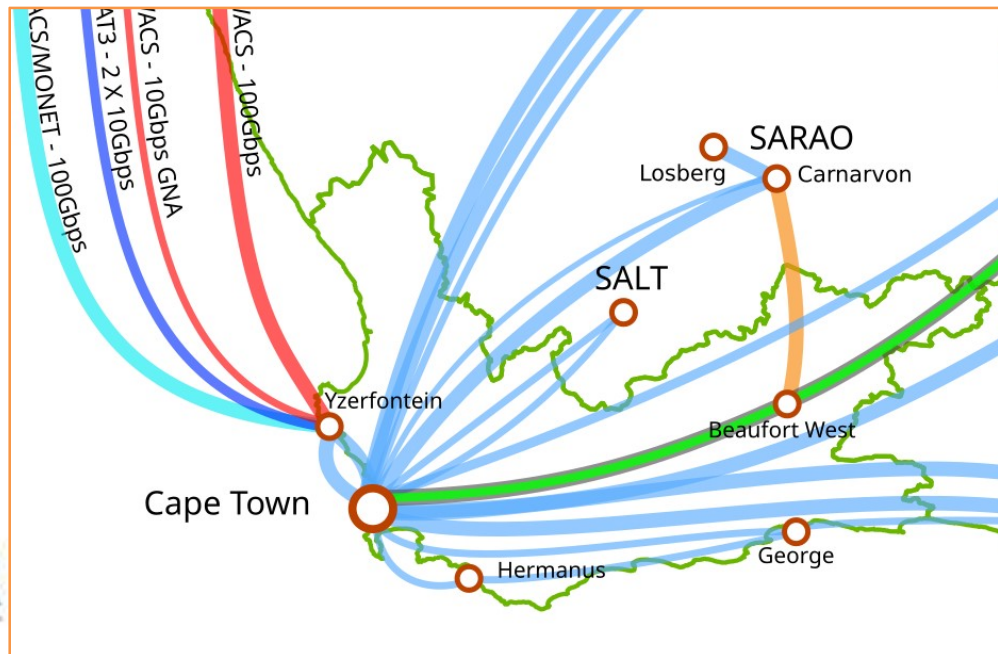 ACS/MONET - 100Gbps
AT3 - 2 X 10Gbps
ACS - 10Gbps GNA
ACS - 100Gbps
SARAO
Losberg
Carnarvon
SALT
Yzerfontein
Beaufort West
Cape Town
George
Hermanus